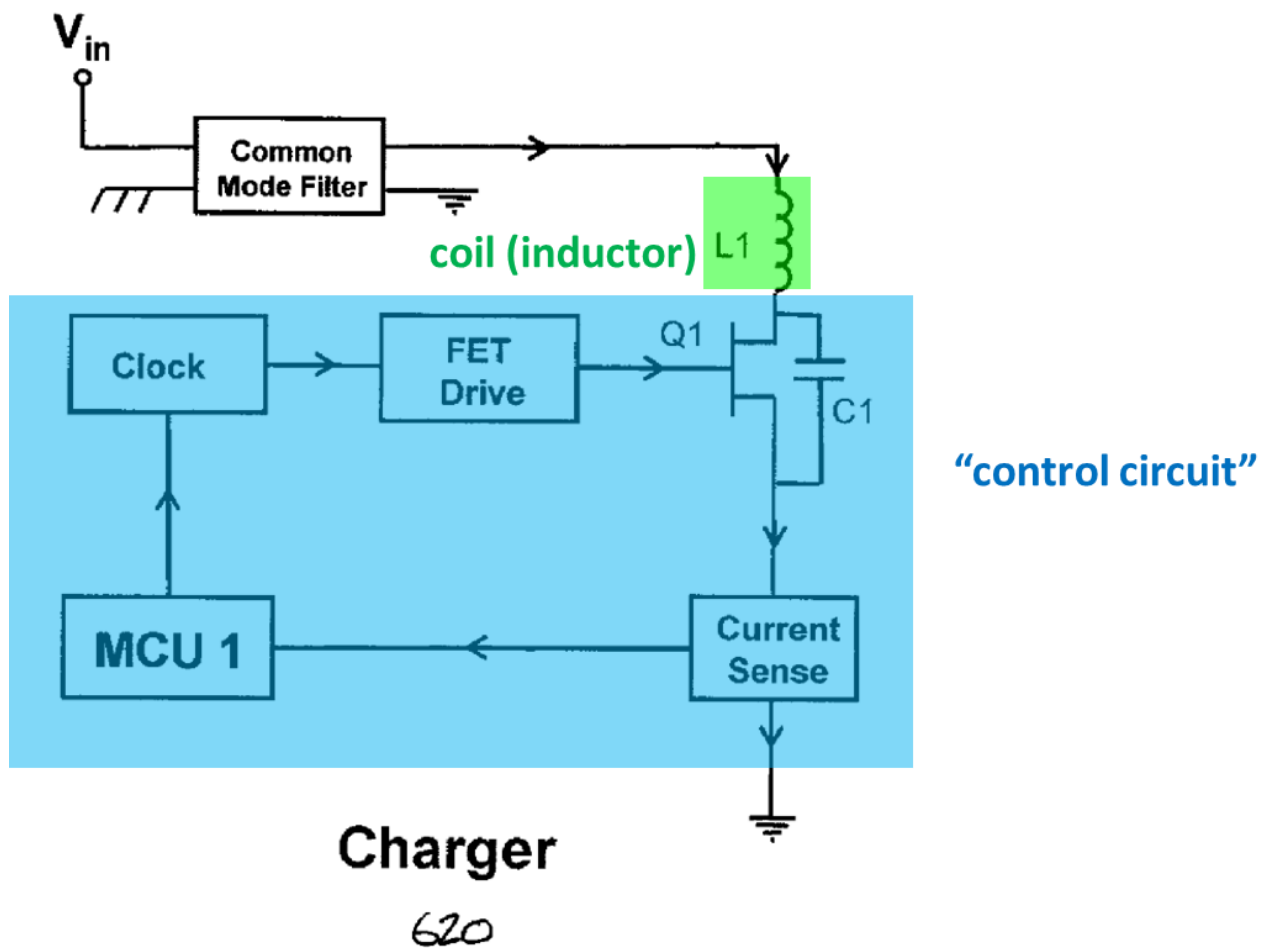 Vin
Common
Mode Filter
coil (inductor)
L1
Clock
FET
Drive
Q1
C1
“control circuit”
MCU 1
Current
Sense
Charger
620